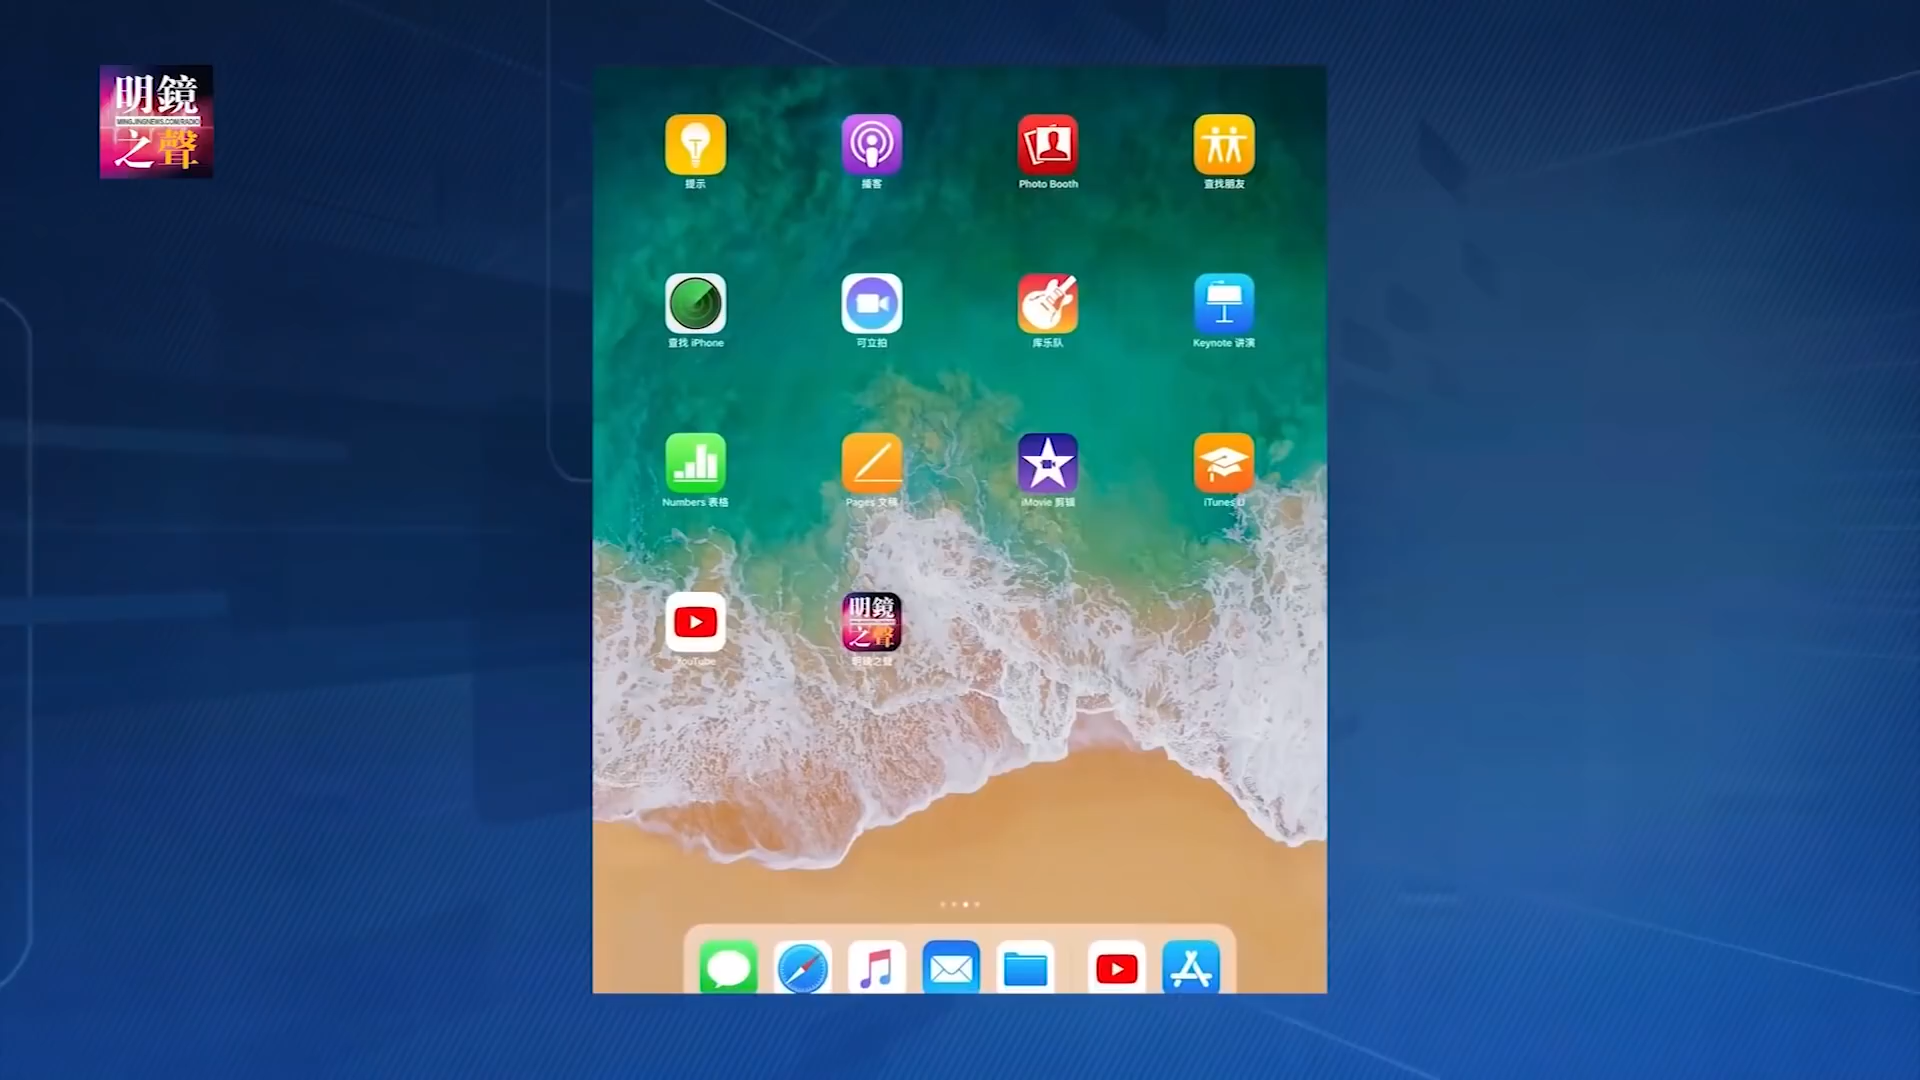 明鏡
MINGJINGNEWS.COM/RADIO
之聲
提示
播客
Photo Booth
查找朋友
查找 iPhone
可立拍
库乐队
Keynote 讲演
Numbers 表格
Pages 文稿
iMovie 剪辑
iTunes U
明鏡
之聲
YouTube
明鏡之聲